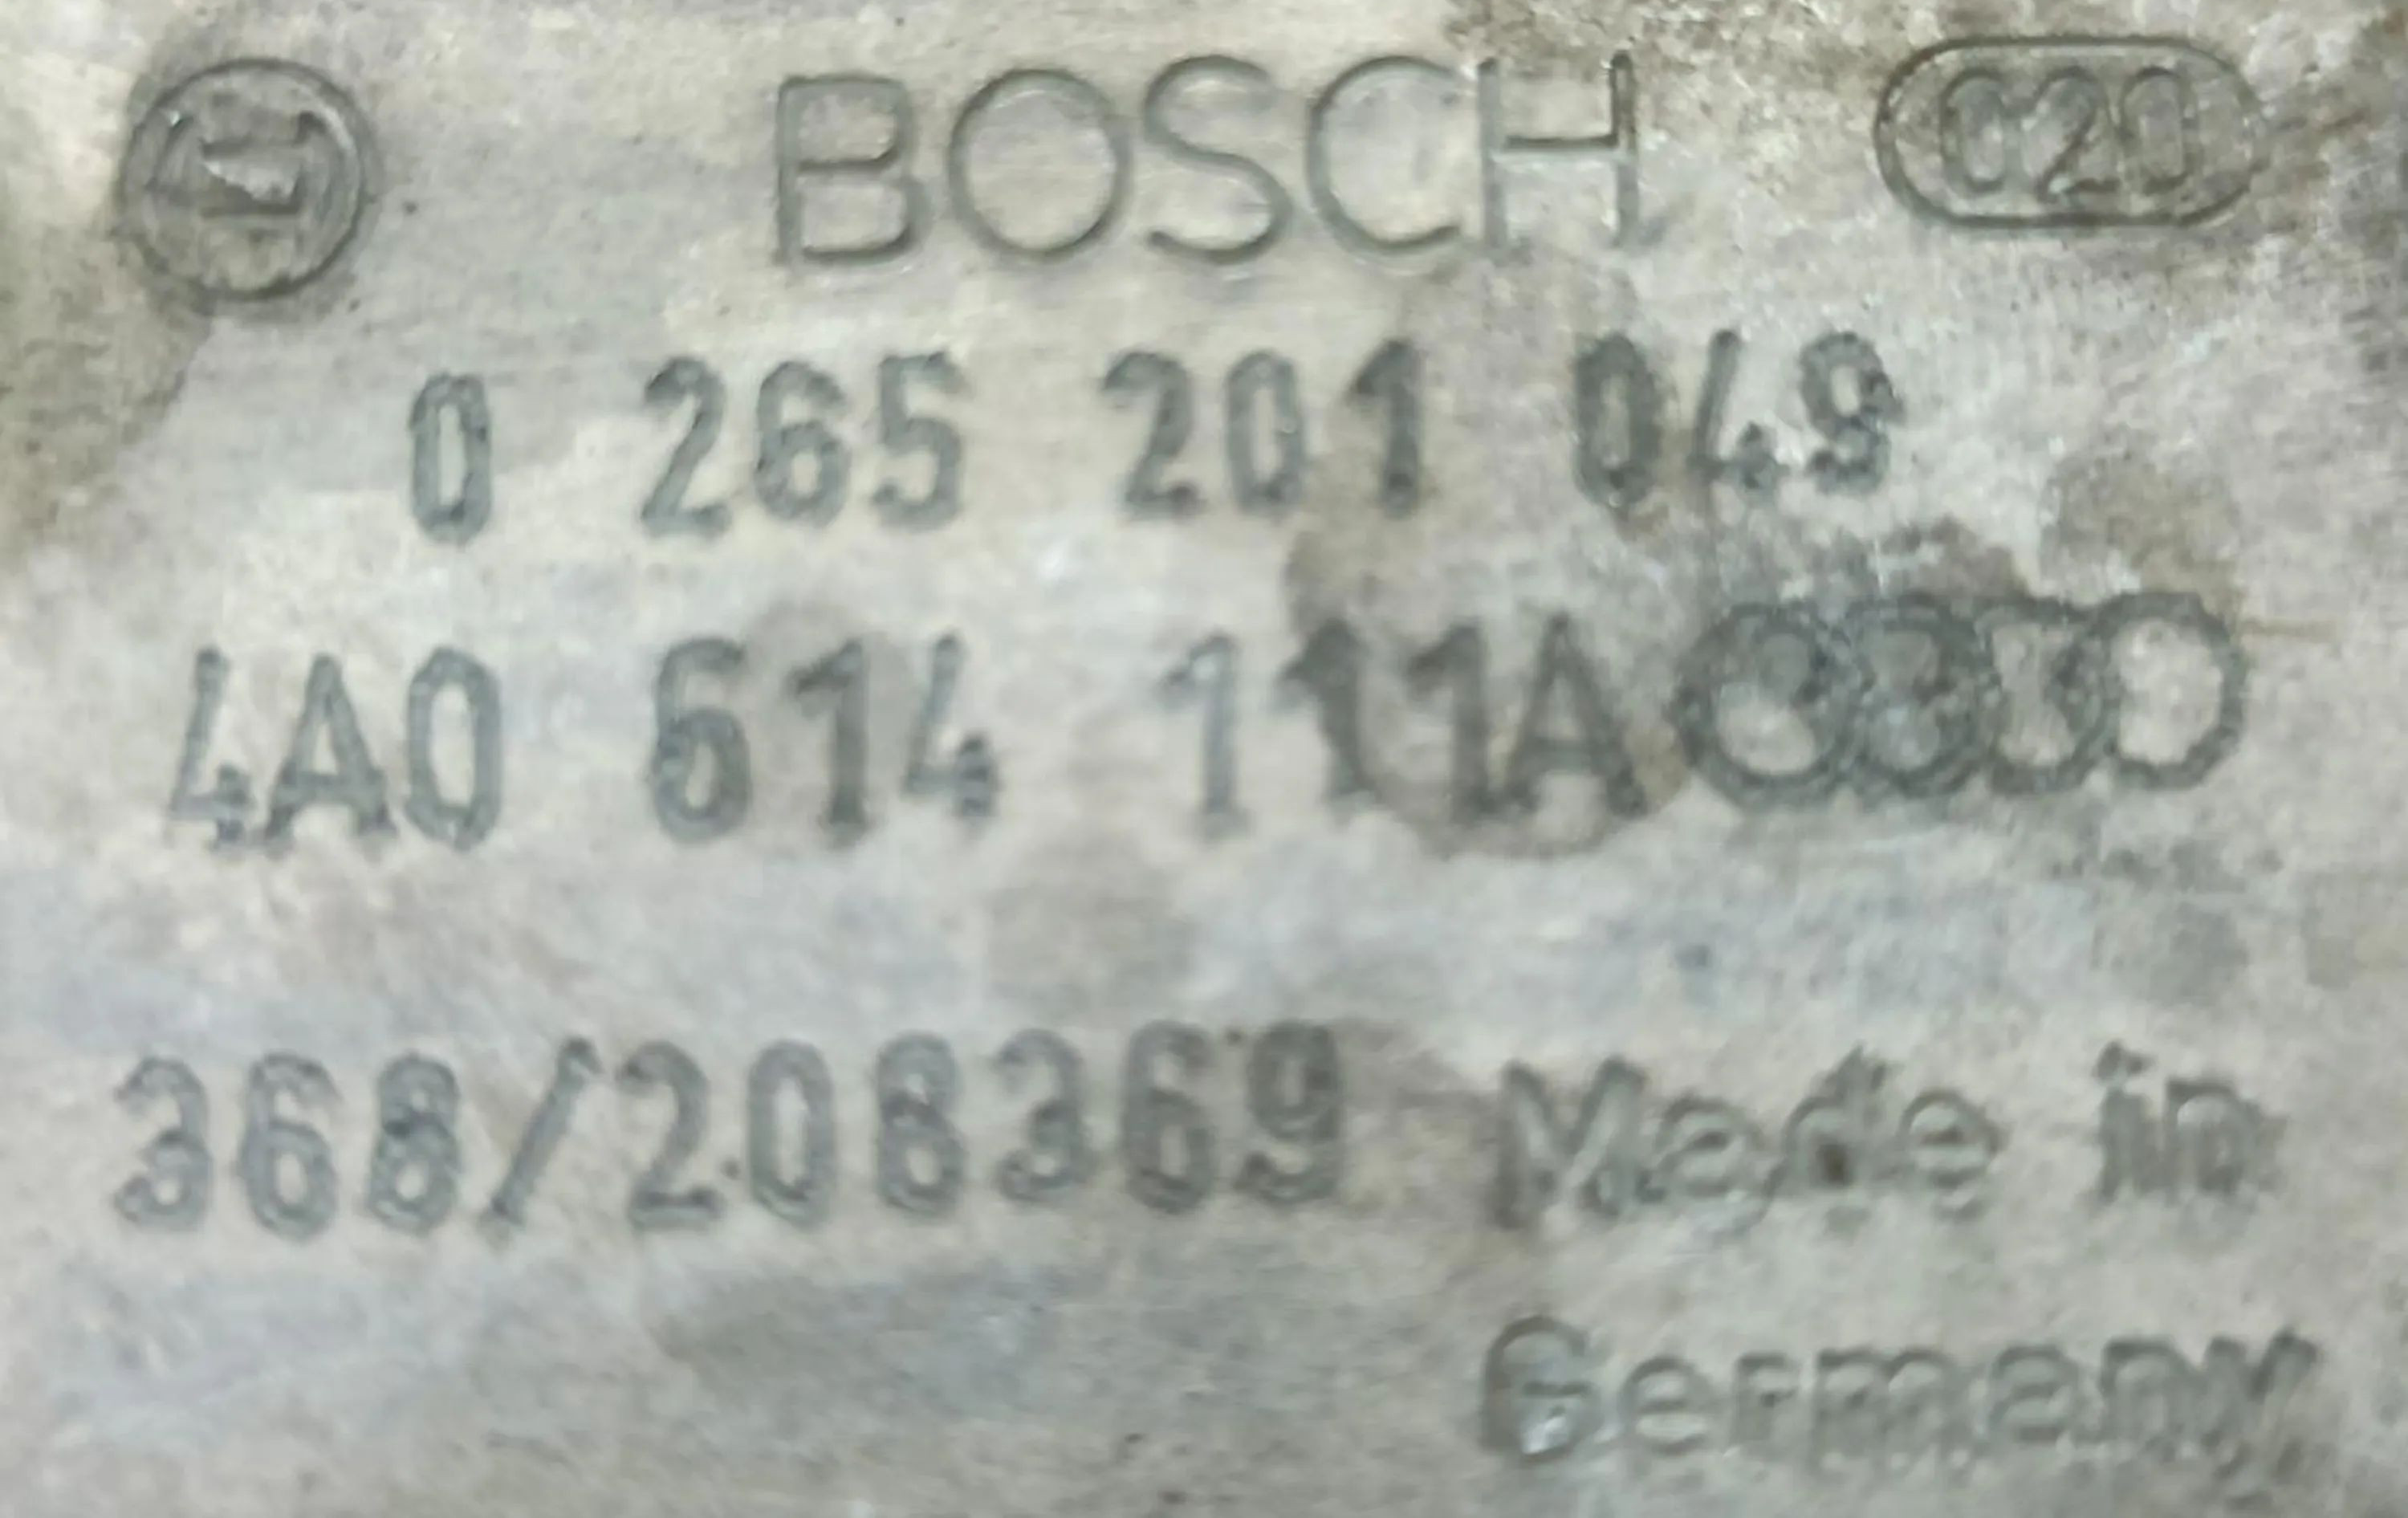 BOSCH 020
0 265 201 049
4A0 614 111A
368/208369 Made in
Germany